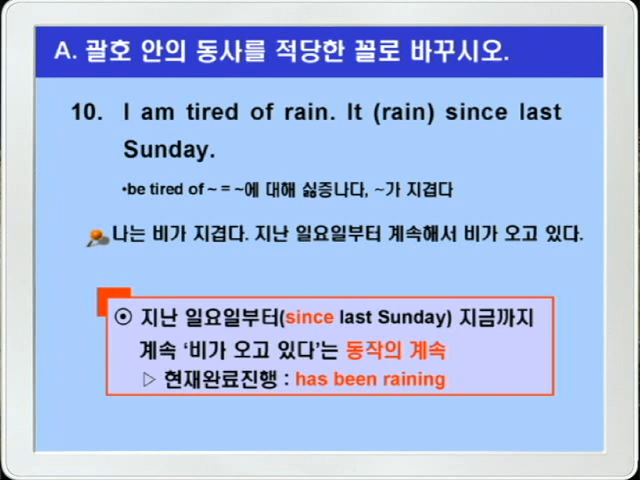 A. 괄호 안의 동사를 적당한 꼴로 바꾸시오.
10. I am tired of rain. It (rain) since last
Sunday.
•be tired of ~ = ~에 대해 싫증나다, ~가 지겹다
나는 비가 지겹다. 지난 일요일부터 계속해서 비가 오고 있다.
⊙ 지난 일요일부터(since last Sunday) 지금까지
계속 ‘비가 오고 있다’는 동작의 계속
▷ 현재완료진행 : has been raining